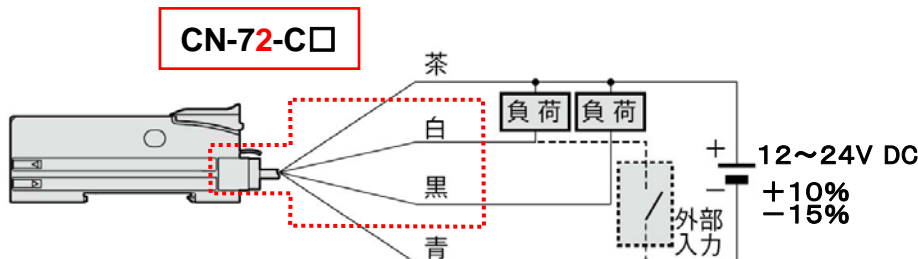 CN-72-C□
茶
負荷 負荷
白
黒
青
外部
入力
+
−
12～24V DC
+10%
−15%